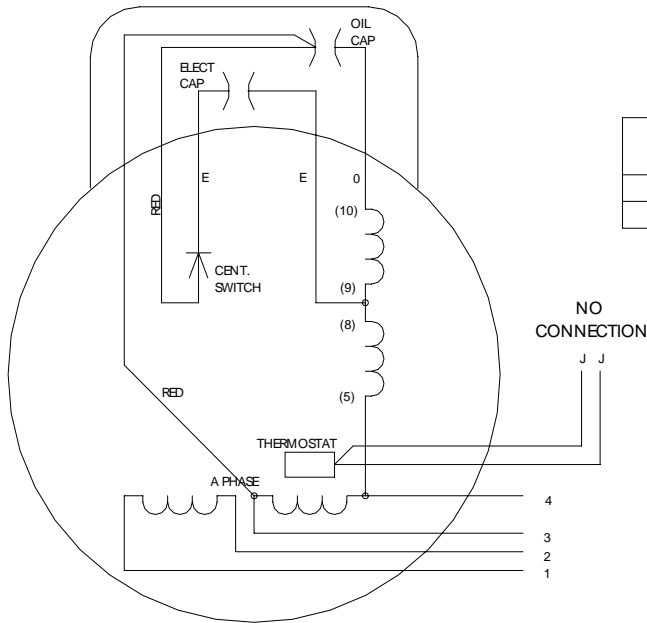 OIL
CAP
ELECT
CAP
RED
E
E
0
(10)
CENT.
SWITCH
(9)
(8)
NO
CONNECTION
J J
RED
(5)
THERMOSTAT
A PHASE
4
3
2
1